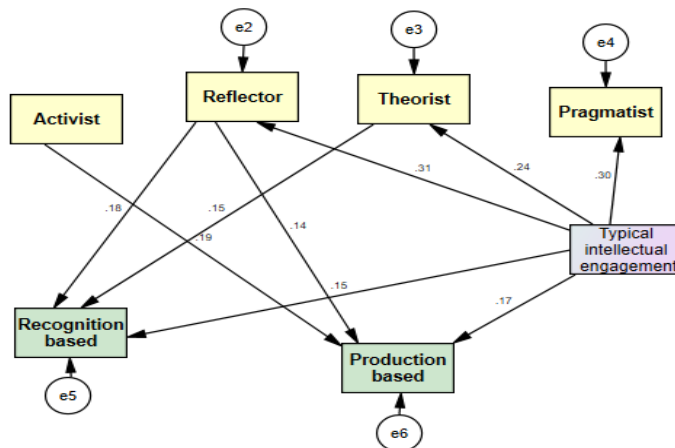 e2
e3
e4
Reflector
Theorist
Pragmatist
Activist
.31
.24
.30
.18
.15
.14
.19
Typical
intellectual
engagement
.15
.17
Recognition
based
Production
based
e5
e6